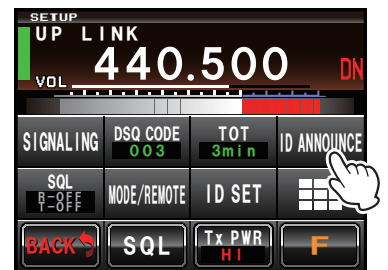 SETUP
UP LINK
VOL 440.500 DN
SIGNALING DSQ CODE TOT ID ANNOUNCE
003 3min
SQL MODE/REMOTE ID SET
R-OFF
T-OFF
BACK SQL Tx PWR F
HI